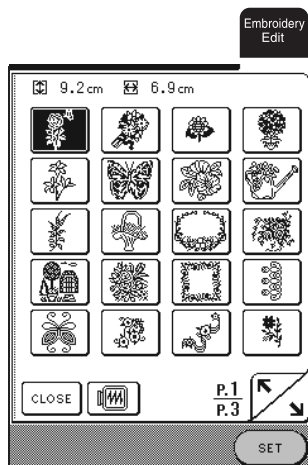 Embroidery
Edit
9.2cm 6.9cm
CLOSE
P.1
P.3
SET